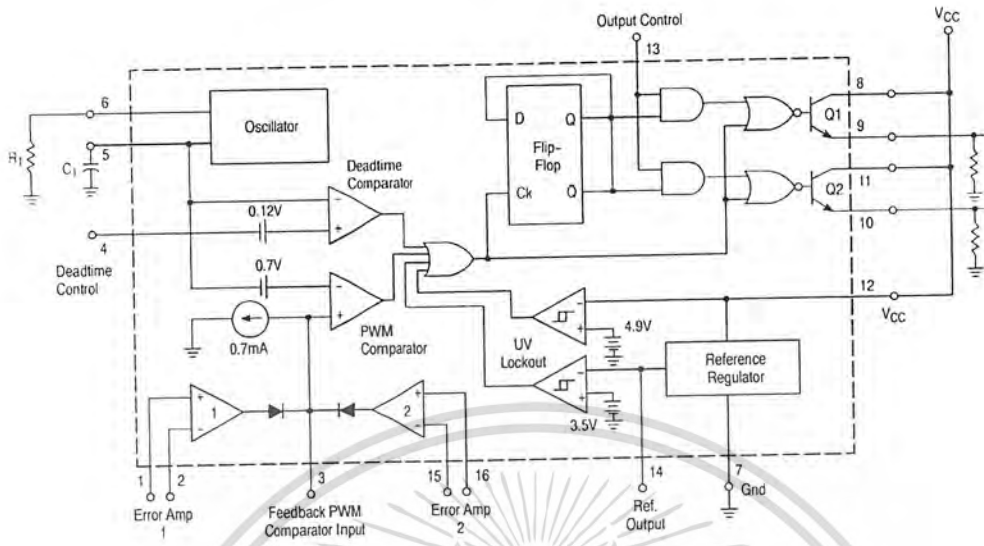 Output Control
13
VCC
6
Oscillator
5
R1
C1
Deadtime
Comparator
0.12V
4
Deadtime
Control
0.7V
PWM
Comparator
0.7mA
D
Q
Flip-
Flop
Ck
Q
8
Q1
9
11
Q2
10
12
VCC
4.9V
UV
Lockout
Reference
Regulator
3.5V
1
2
1
2
3
15
16
14
7
Gnd
Error Amp
1
Feedback PWM
Comparator Input
Error Amp
2
Ref.
Output
+
-
+
-
+
-
+
-
+
-
+
-